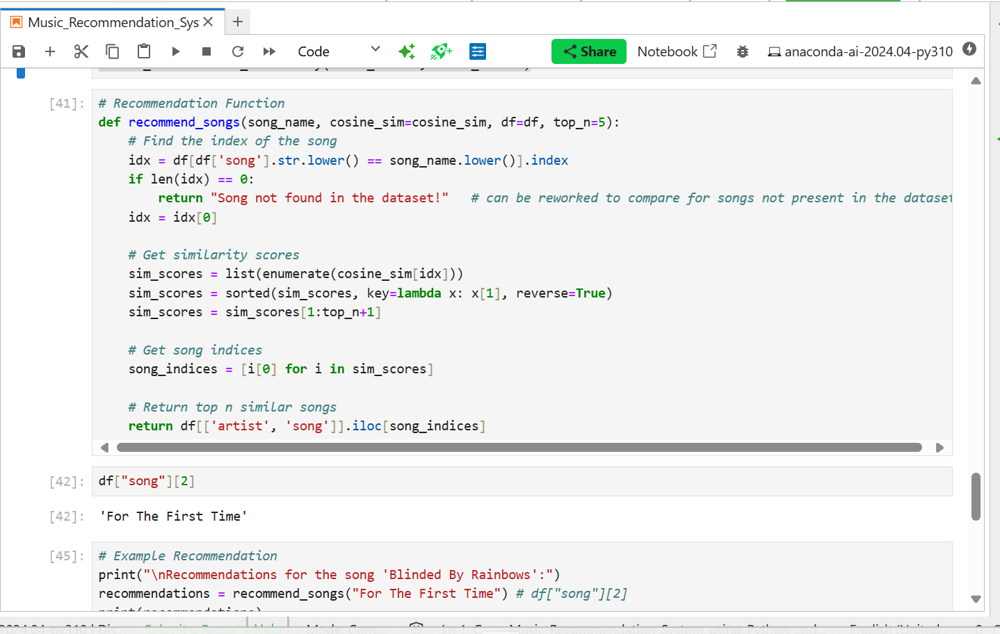 Music_Recommendation_Sys
Code
Share
Notebook
anaconda-ai-2024.04-py310
[41]:
# Recommendation Function
def recommend_songs(song_name, cosine_sim=cosine_sim, df=df, top_n=5):
    # Find the index of the song
    idx = df[df['song'].str.lower() == song_name.lower()].index
    if len(idx) == 0:
        return "Song not found in the dataset!"   # can be reworked to compare for songs not present in the dataset
    idx = idx[0]
    # Get similarity scores
    sim_scores = list(enumerate(cosine_sim[idx]))
    sim_scores = sorted(sim_scores, key=lambda x: x[1], reverse=True)
    sim_scores = sim_scores[1:top_n+1]
    # Get song indices
    song_indices = [i[0] for i in sim_scores]
    # Return top n similar songs
    return df[['artist', 'song']].iloc[song_indices]
[42]: df["song"][2]
[42]: 'For The First Time'
[45]:
# Example Recommendation
print("\nRecommendations for the song 'Blinded By Rainbows':")
recommendations = recommend_songs("For The First Time") # df["song"][2]
print(recommendations)